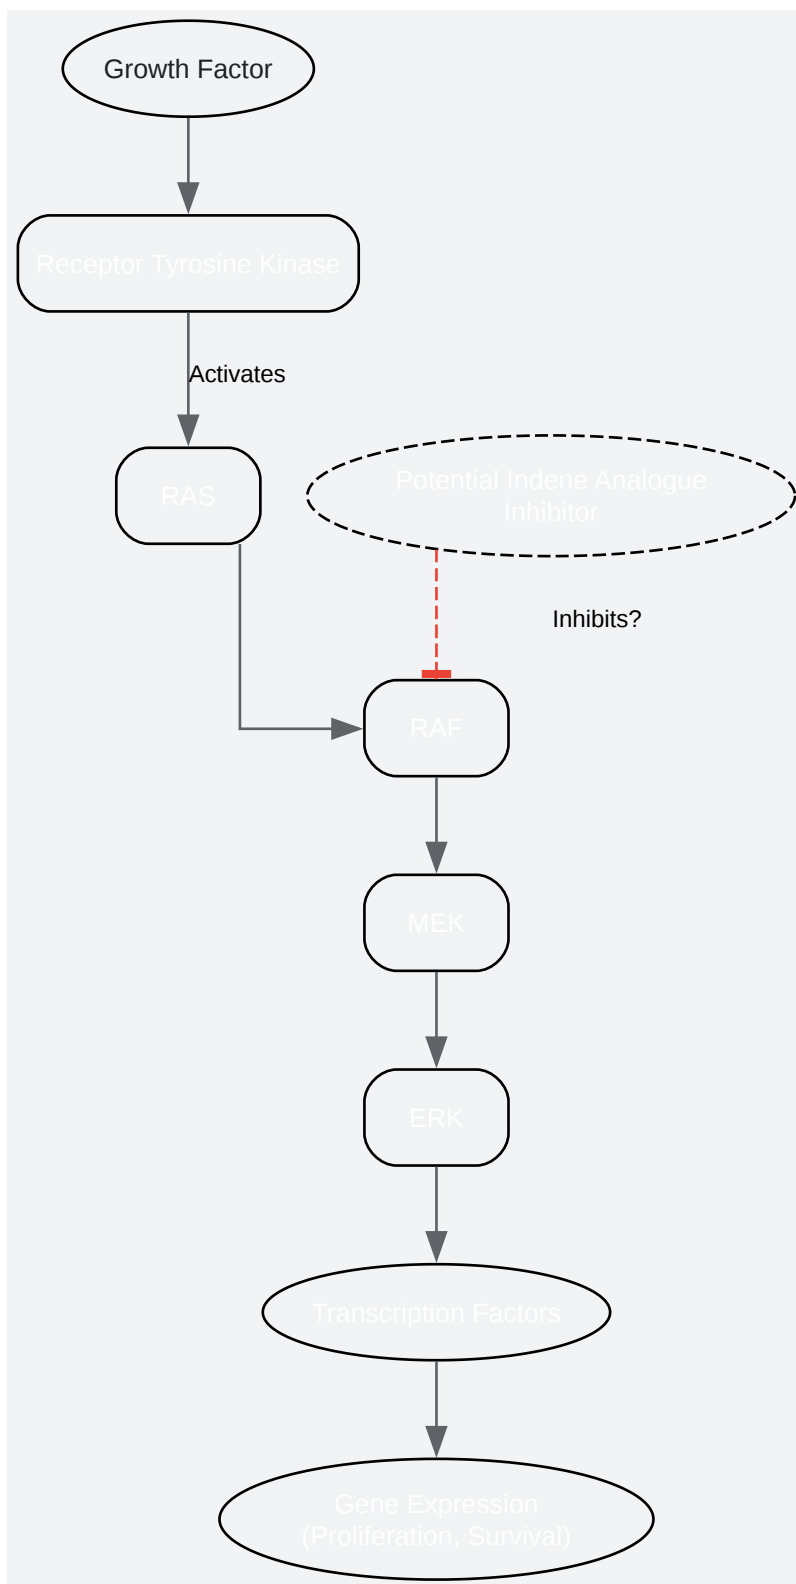 Growth Factor
Receptor Tyrosine Kinase
Activates
RAS
Potential Indene Analogue
Inhibitor
Inhibits?
RAF
MEK
ERK
Transcription Factors
Gene Expression
(Proliferation, Survival)